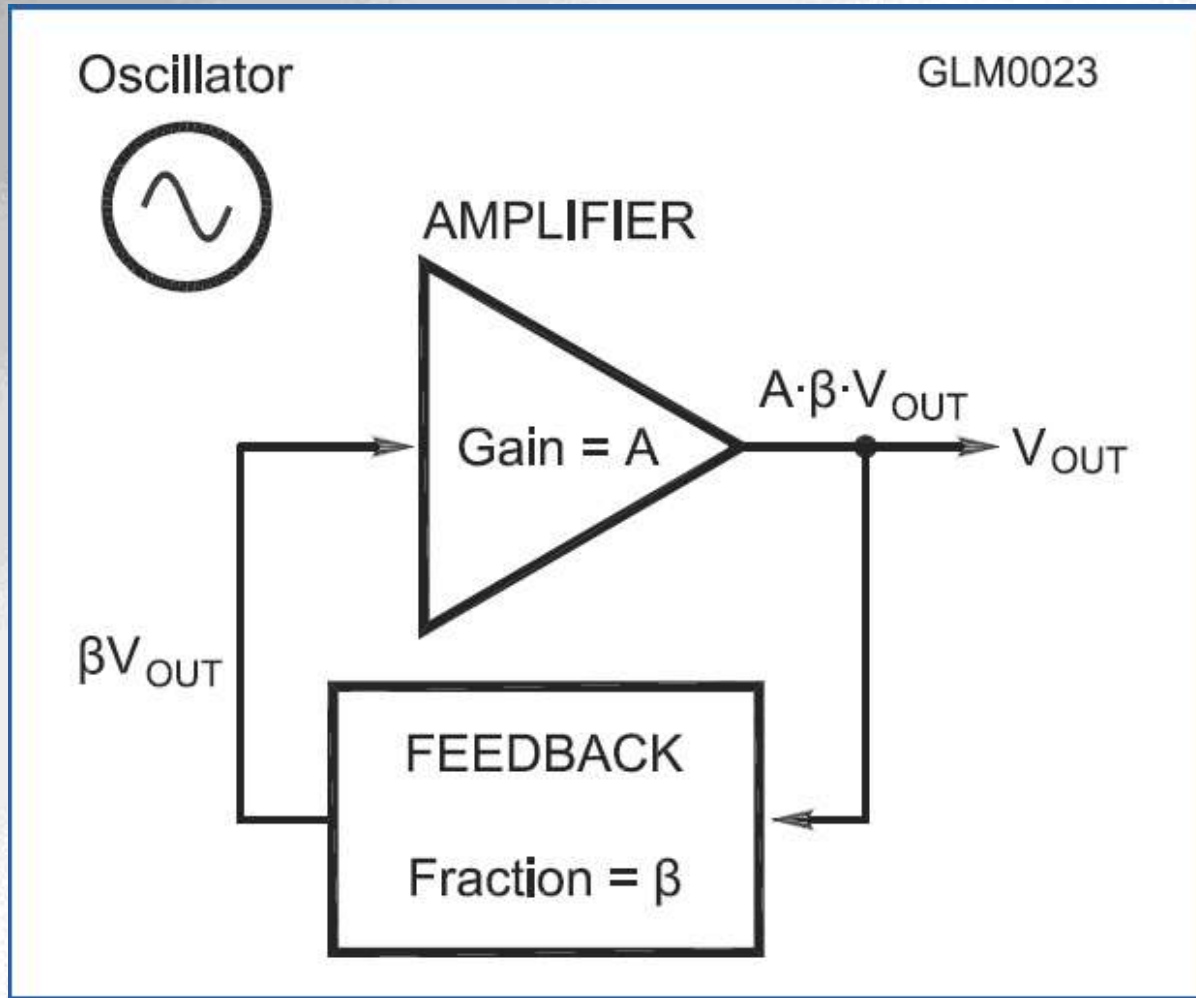 Oscillator
GLM0023
AMPLIFIER
Gain = A
A·β·VOUT
VOUT
βVOUT
FEEDBACK
Fraction = β